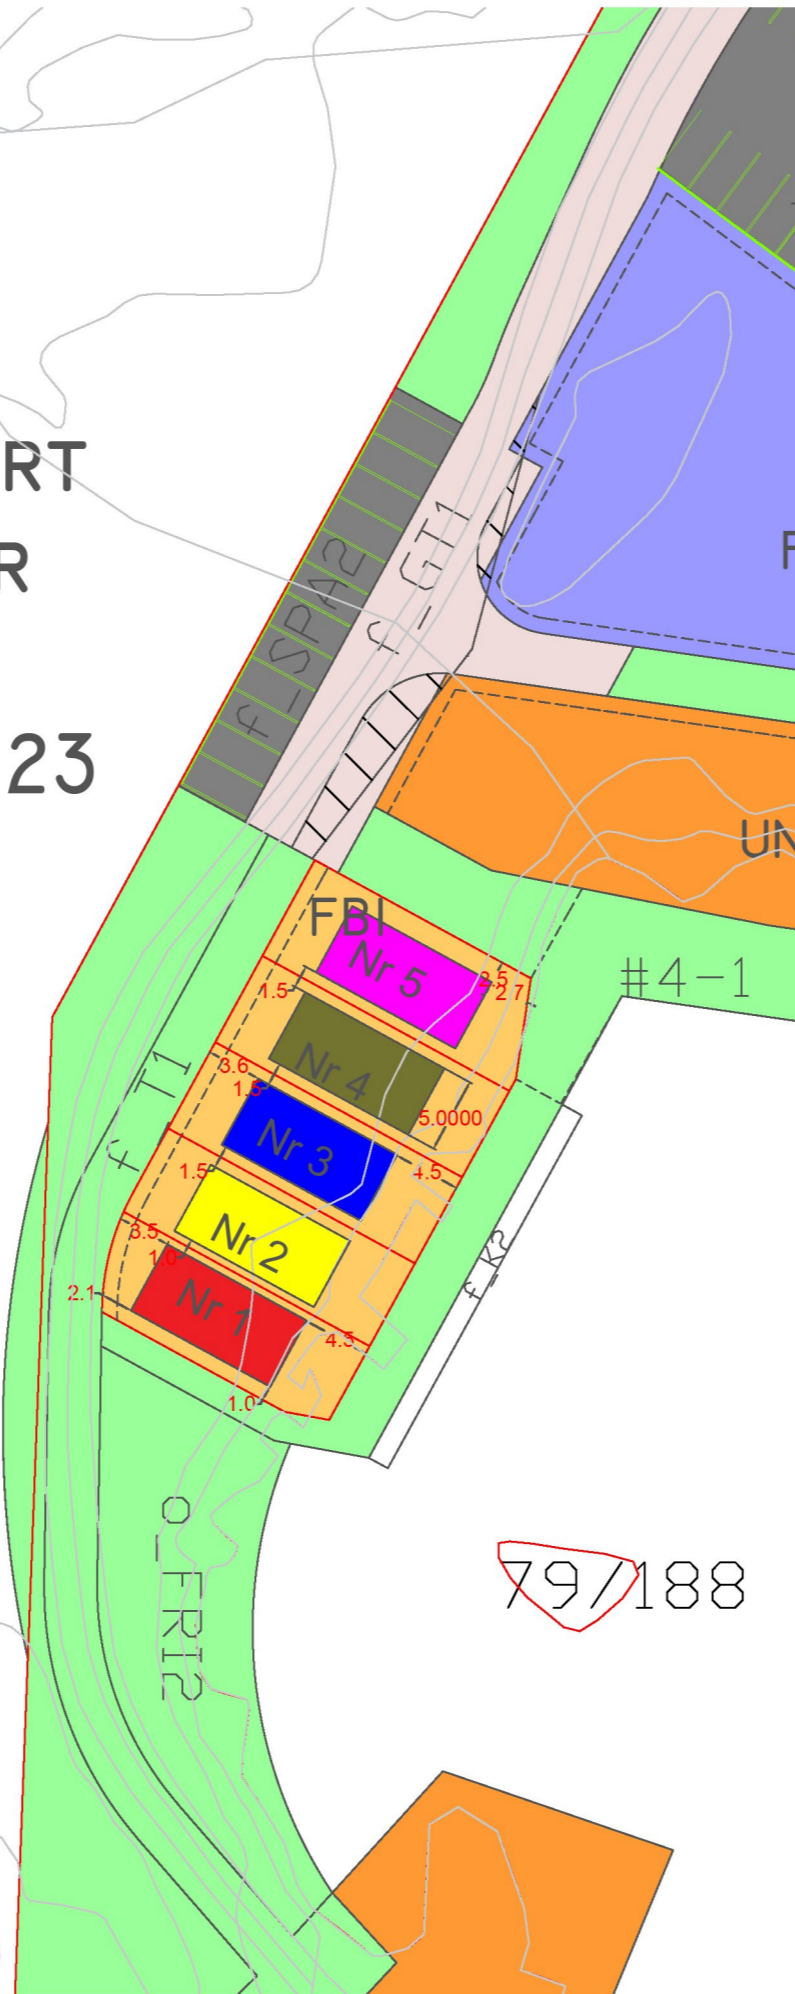 RT
R
23
f_SPA2
f_GT1
F
UN
FBI
Nr 5
2.5
2.7
#4-1
1.5
Nr 4
3.6
1.5
5.0000
f_T1
Nr 3
1.5
4.5
Nr 2
3.5
1.0
f_K2
2.1
Nr 1
4.5
1.0
O_FRI2
79/188